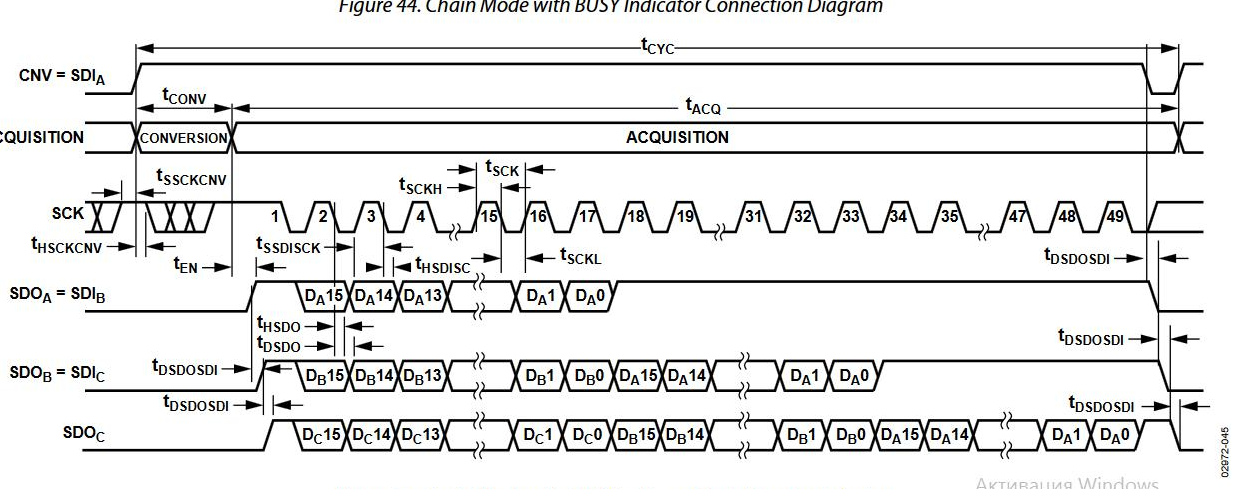 Figure 44. Chain Mode with BUSY Indicator Connection Diagram
tCYC
CNV = SDIA
tCONV
tACQ
CQUISITION CONVERSION ACQUISITION
tSSCKCNV
tSCK
tSCKH
SCK 1 2 3 4 15 16 17 18 19 31 32 33 34 35 47 48 49
tHSCKCNV
tSSDISCK
tEN
tHSDISC
tSCKL
tDSDOSDI
SDOA = SDIB DA15 DA14 DA13 DA1 DA0
tHSDO
tDSDO
tDSDOSDI
tDSDOSDI
SDOB = SDIC DB15 DB14 DB13 DB1 DB0 DA15 DA14 DA1 DA0
tDSDOSDI
tDSDOSDI
SDOC DC15 DC14 DC13 DC1 DC0 DB15 DB14 DB1 DB0 DA15 DA14 DA1 DA0
02972-045
Активация Windows